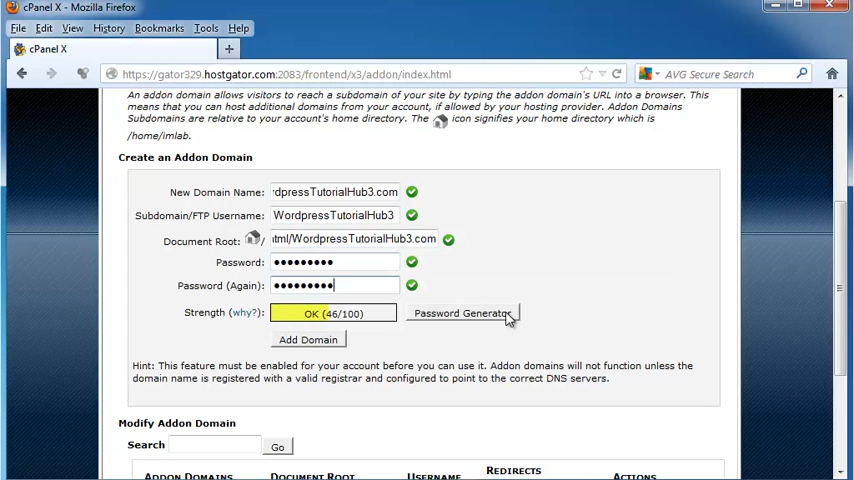 cPanel X - Mozilla Firefox
File Edit View History Bookmarks Tools Help
cPanel X
https://gator329.hostgator.com:2083/frontend/x3/addon/index.html AVG Secure Search
An addon domain allows visitors to reach a subdomain of your site by typing the addon domain's URL into a browser. This
means that you can host additional domains from your account, if allowed by your hosting provider. Addon Domains
Subdomains are relative to your account's home directory. The icon signifies your home directory which is
/home/imlab.
Create an Addon Domain
New Domain Name: rdpressTutorialHub3.com
Subdomain/FTP Username: WordpressTutorialHub3
Document Root: / tml/WordpressTutorialHub3.com
Password: •••••••••
Password (Again): •••••••••
Strength (why?): OK (46/100) Password Generator
Add Domain
Hint: This feature must be enabled for your account before you can use it. Addon domains will not function unless the
domain name is registered with a valid registrar and configured to point to the correct DNS servers.
Modify Addon Domain
Search Go
ADDON DOMAINS DOCUMENT ROOT USERNAME REDIRECTS ACTIONS